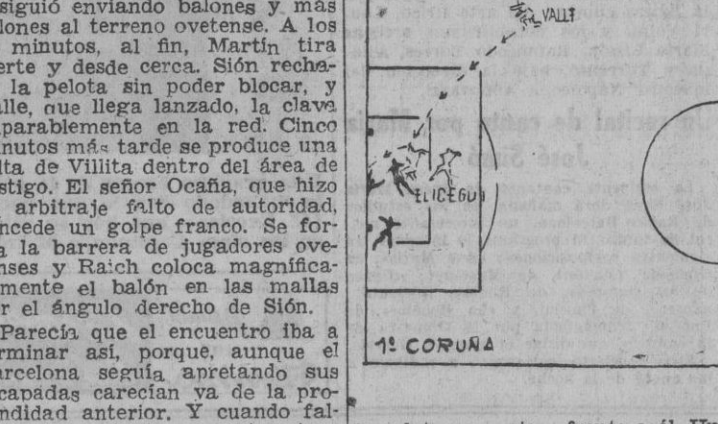 siguió enviando balones y más
lones al terreno ovetense. A los
minutos, al fin, Martín tira
erte y desde cerca. Sión recha-
la pelota sin poder blocar, y
alle, que llega lanzado, la clava
parablemente en la red. Cinco
nutos más tarde se produce una
lta de Villita dentro del área de
stigo. El señor Ocaña, que hizo
arbitraje falto de autoridad,
ncede un golpe franco. Se for-
a la barrera de jugadores ove-
enses y Raich coloca magnífica-
mente el balón en las mallas
r el ángulo derecho de Sión.
Parecía que el encuentro iba a
rminar así, porque, aunque el
arcelona seguía apretando sus
capadas carecían ya de la pro-
ndidad anterior. Y cuando fal-
VALLE
ELICEGUI
1º CORUÑA